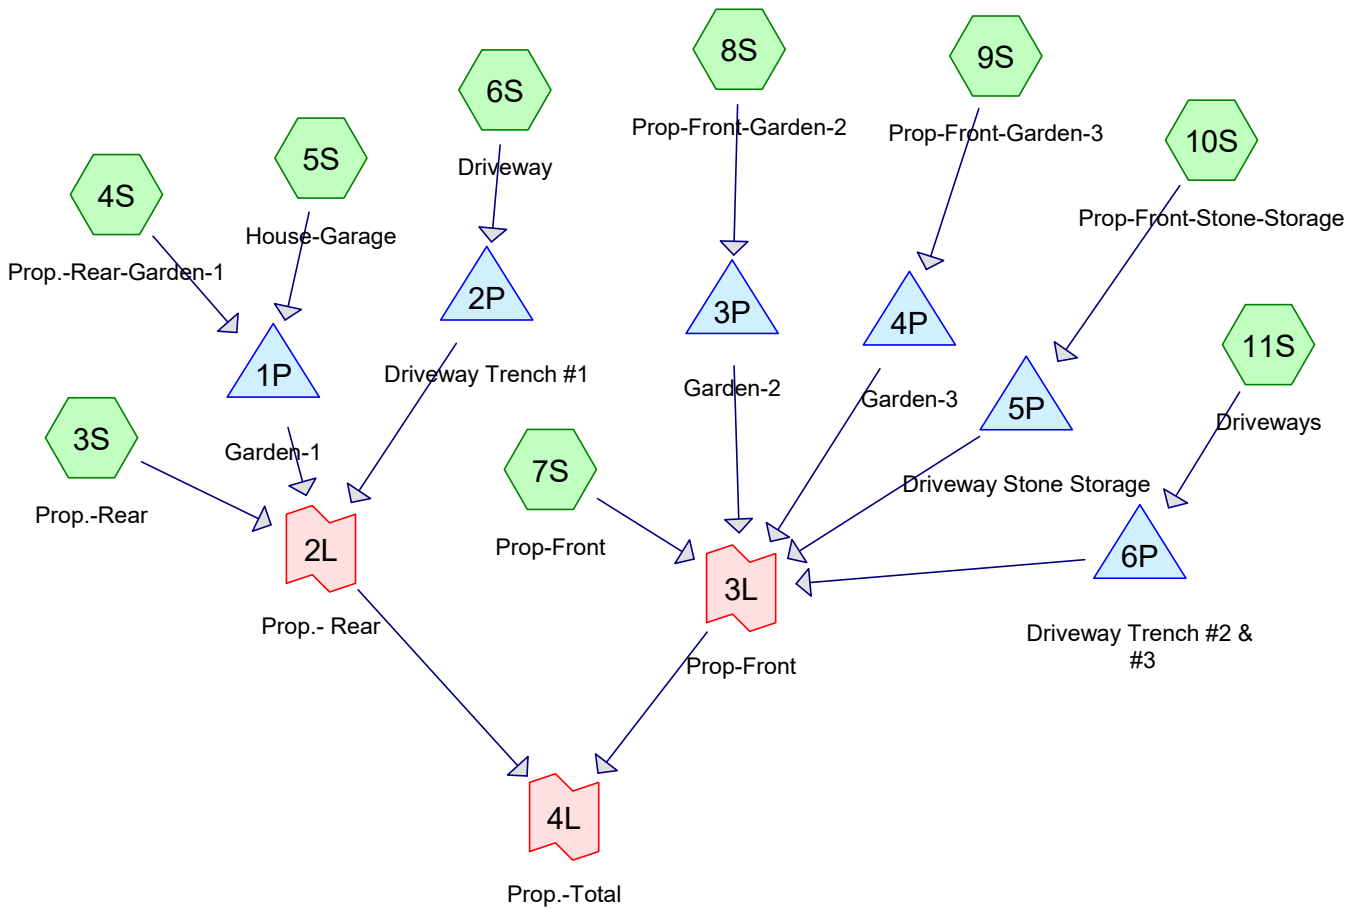 8S
Prop-Front-Garden-2
9S
Prop-Front-Garden-3
6S
Driveway
10S
Prop-Front-Stone-Storage
5S
House-Garage
4S
Prop.-Rear-Garden-1
2P
Driveway Trench #1
3P
Garden-2
4P
Garden-3
11S
Driveways
1P
Garden-1
5P
Driveway Stone Storage
3S
Prop.-Rear
7S
Prop-Front
2L
Prop.- Rear
6P
Driveway Trench #2 &
#3
3L
Prop-Front
4L
Prop.-Total